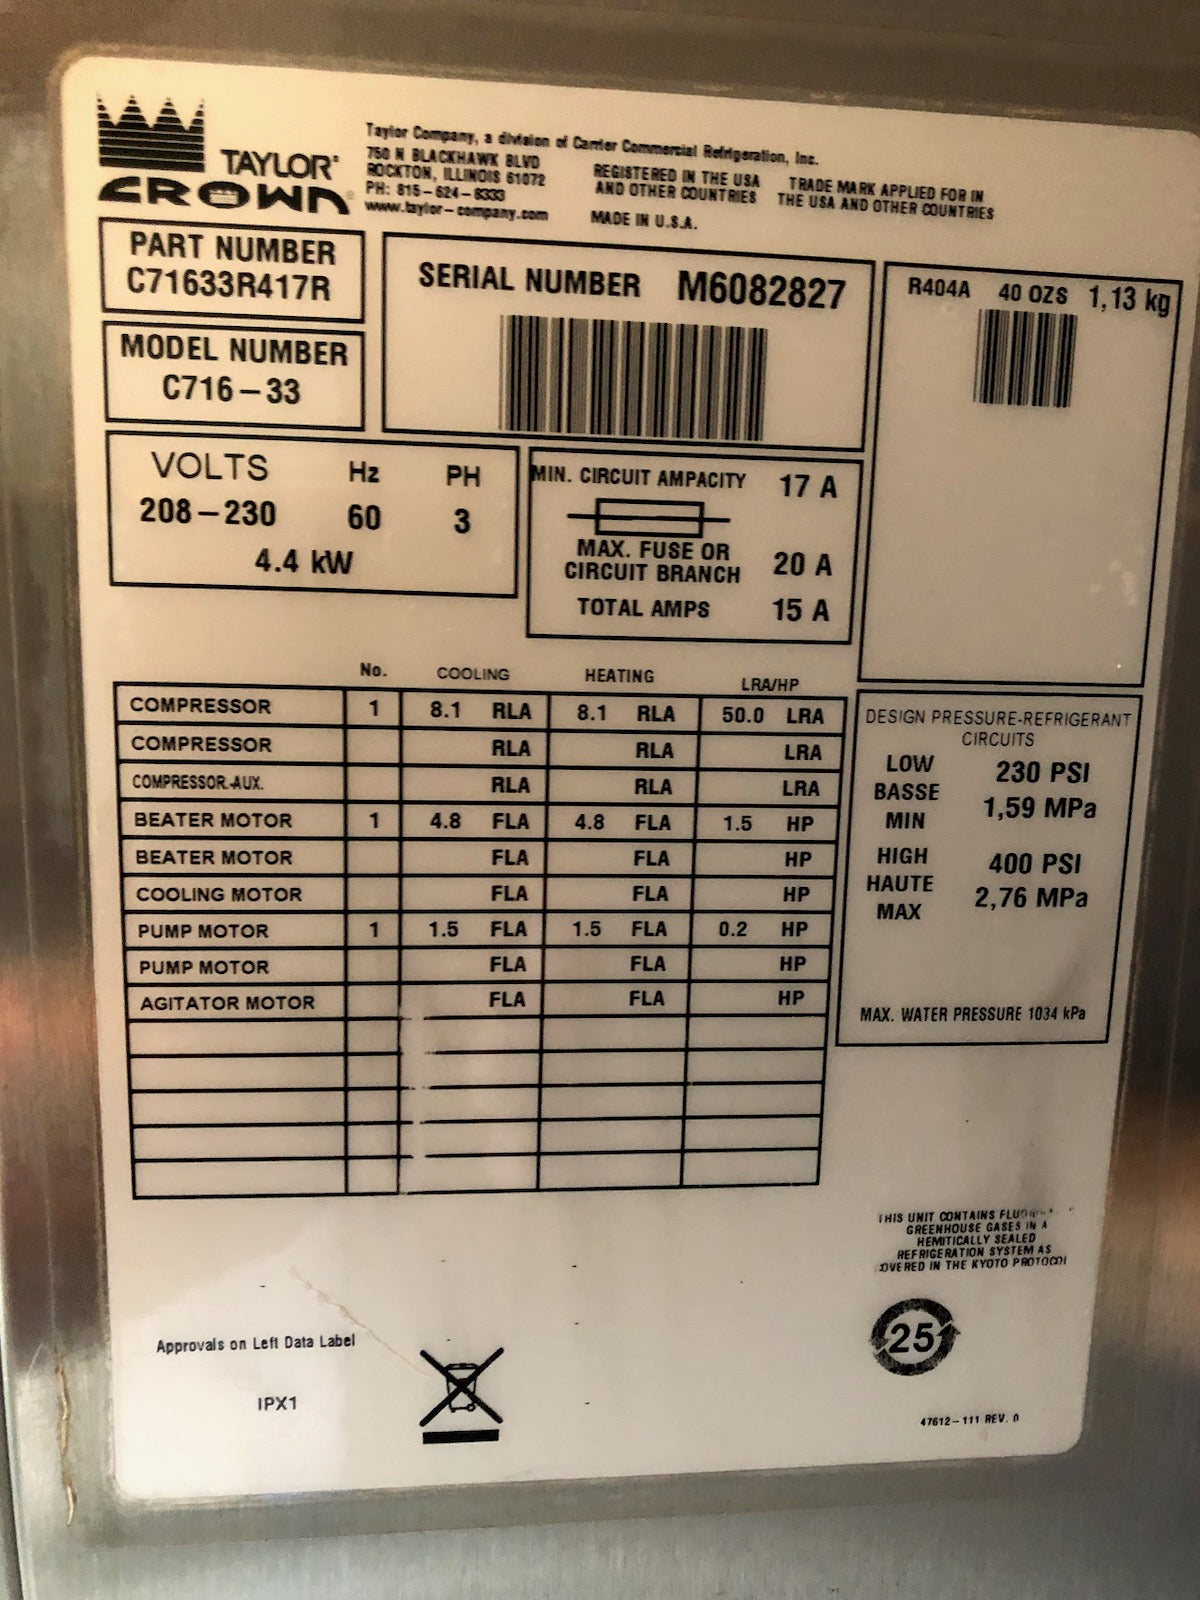 TAYLOR®
CROWN®
Taylor Company, a division of Carrier Commercial Refrigeration, Inc.
750 N BLACKHAWK BLVD
ROCKTON, ILLINOIS 61072
PH: 815-624-8333
www.taylor-company.com
REGISTERED IN THE USA
AND OTHER COUNTRIES
TRADE MARK APPLIED FOR IN
THE USA AND OTHER COUNTRIES
MADE IN U.S.A.
PART NUMBER
C71633R417R
SERIAL NUMBER M6082827
R404A 40 OZS 1,13 kg
MODEL NUMBER
C716-33
VOLTS Hz PH
208-230 60 3
4.4 kW
MIN. CIRCUIT AMPACITY 17 A
MAX. FUSE OR
CIRCUIT BRANCH 20 A
TOTAL AMPS 15 A
No. COOLING HEATING LRA/HP
COMPRESSOR 1 8.1 RLA 8.1 RLA 50.0 LRA
COMPRESSOR RLA RLA LRA
COMPRESSOR-AUX. RLA RLA LRA
BEATER MOTOR 1 4.8 FLA 4.8 FLA 1.5 HP
BEATER MOTOR FLA FLA HP
COOLING MOTOR FLA FLA HP
PUMP MOTOR 1 1.5 FLA 1.5 FLA 0.2 HP
PUMP MOTOR FLA FLA HP
AGITATOR MOTOR FLA FLA HP
DESIGN PRESSURE-REFRIGERANT
CIRCUITS
LOW 230 PSI
BASSE 1,59 MPa
MIN
HIGH 400 PSI
HAUTE 2,76 MPa
MAX
MAX. WATER PRESSURE 1034 kPa
THIS UNIT CONTAINS
GREENHOUSE GASES IN A
HEMITICALLY SEALED
REFRIGERATION SYSTEM AS
OVERED IN THE KYOTO PROTOCOL
Approvals on Left Data Label
IPX1
25
47612-111 REV. 0